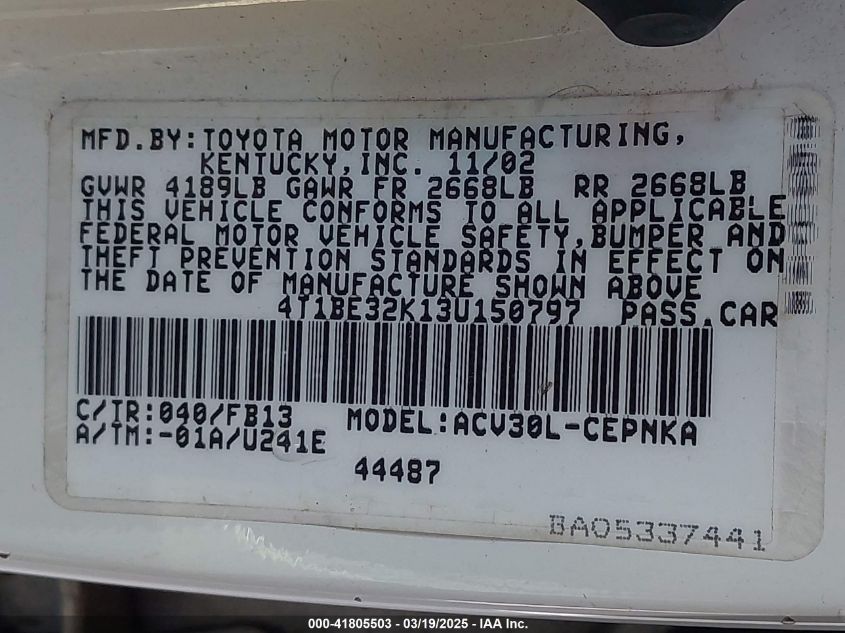 MFD.BY:TOYOTA MOTOR MANUFACTURING,
KENTUCKY,INC. 11/02
GVWR 4189LB GAWR FR 2668LB RR 2668LB
THIS VEHICLE CONFORMS TO ALL APPLICABLE
FEDERAL MOTOR VEHICLE SAFETY,BUMPER AND
THEFT PREVENTION STANDARDS IN EFFECT ON
THE DATE OF MANUFACTURE SHOWN ABOVE
4T1BE32K13U150797 PASS.CAR
C/TR:040/FB13 MODEL:ACV30L-CEPNKA
A/TM:-01A/U241E
44487
BA05337441
000-41805503 - 03/19/2025 - IAA Inc.